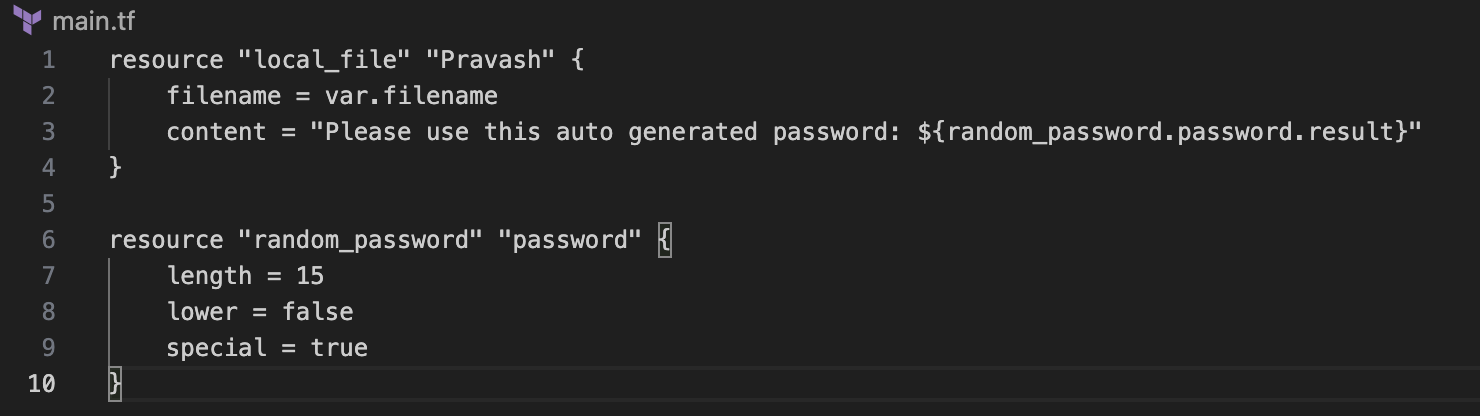 main.tf
1 resource "local_file" "Pravash" {
2 filename = var.filename
3 content = "Please use this auto generated password: ${random_password.password.result}"
4 }
5
6 resource "random_password" "password" {
7 length = 15
8 lower = false
9 special = true
10 }